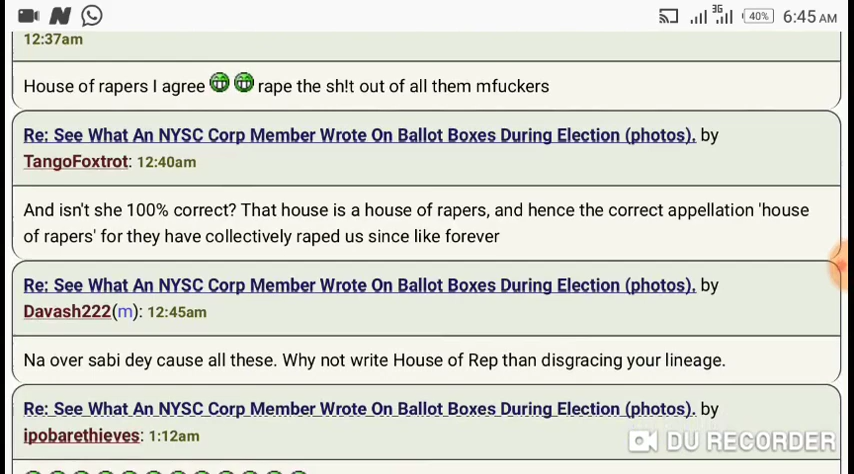 3G
40%
6:45 AM
12:37am
House of rapers I agree rape the sh!t out of all them mfuckers
Re: See What An NYSC Corp Member Wrote On Ballot Boxes During Election (photos). by
TangoFoxtrot: 12:40am
And isn't she 100% correct? That house is a house of rapers, and hence the correct appellation 'house
of rapers' for they have collectively raped us since like forever
Re: See What An NYSC Corp Member Wrote On Ballot Boxes During Election (photos). by
Davash222(m): 12:45am
Na over sabi dey cause all these. Why not write House of Rep than disgracing your lineage.
Re: See What An NYSC Corp Member Wrote On Ballot Boxes During Election (photos). by
ipobarethieves: 1:12am
DU RECORDER